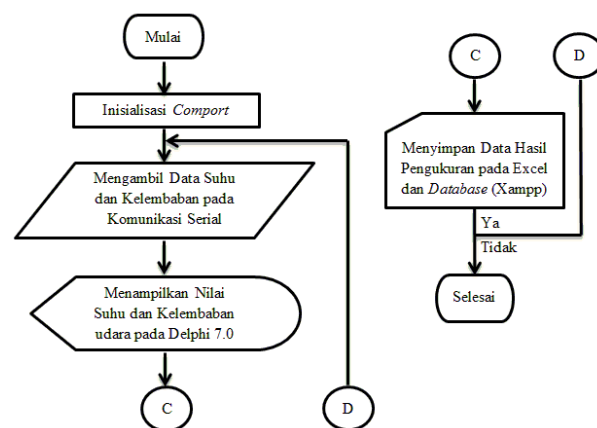 Mulai
Inisialisasi Comport
Mengambil Data Suhu
dan Kelembaban pada
Komunikasi Serial
Menampilkan Nilai
Suhu dan Kelembaban
udara pada Delphi 7.0
C
D
C
D
Menyimpan Data Hasil
Pengukuran pada Excel
dan Database (Xampp)
Ya
Tidak
Selesai